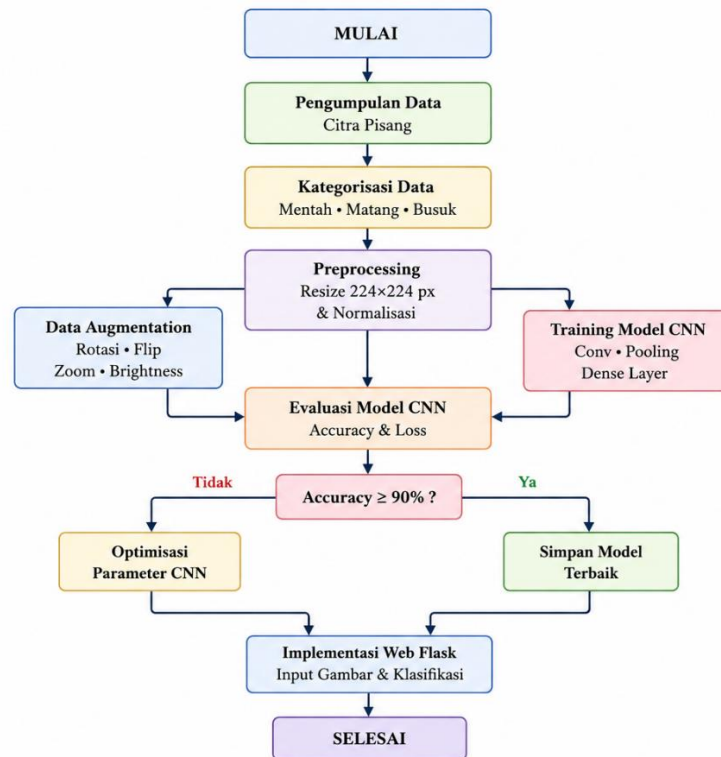 MULAI
Pengumpulan Data
Citra Pisang
Kategorisasi Data
Mentah • Matang • Busuk
Preprocessing
Resize 224×224 px
& Normalisasi
Data Augmentation
Rotasi • Flip
Zoom • Brightness
Training Model CNN
Conv • Pooling
Dense Layer
Evaluasi Model CNN
Accuracy & Loss
Tidak
Accuracy ≥ 90% ?
Ya
Optimisasi
Parameter CNN
Simpan Model
Terbaik
Implementasi Web Flask
Input Gambar & Klasifikasi
SELESAI